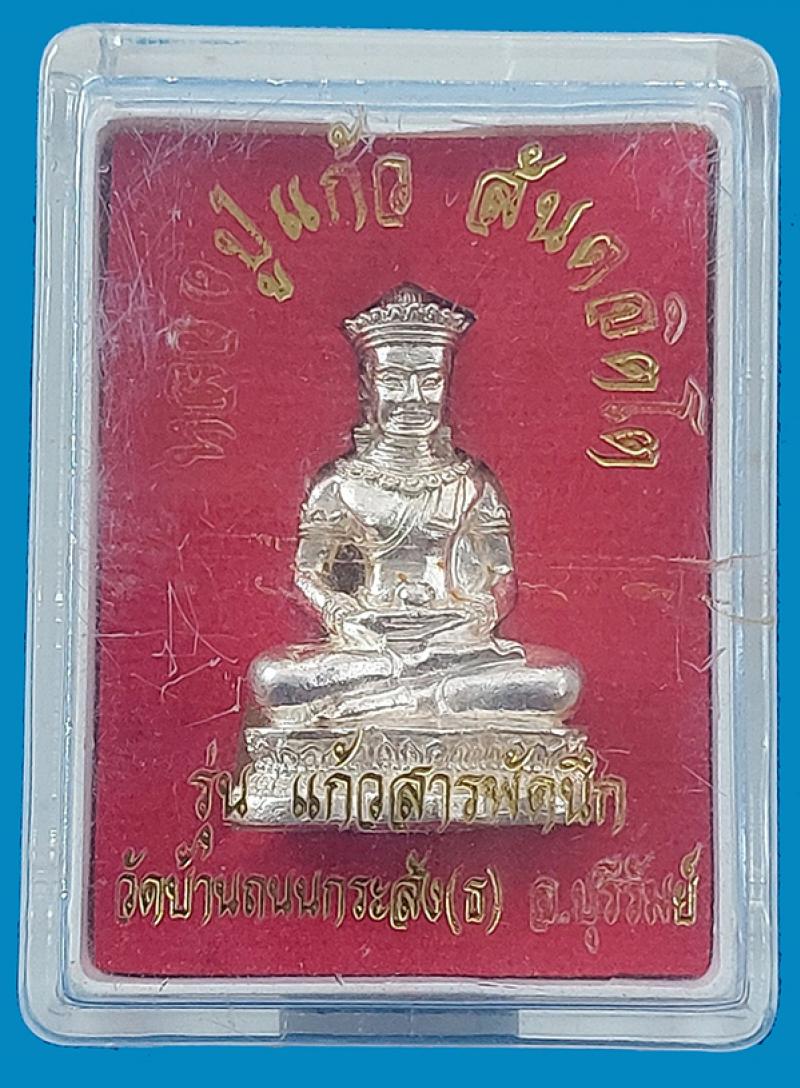 หลวงปู่แก้ว สันตจิตโต
รุ่น แก้วสารพัดนึก
วัดบ้านถนนกระสัง(ธ) จ.บุรีรัมย์